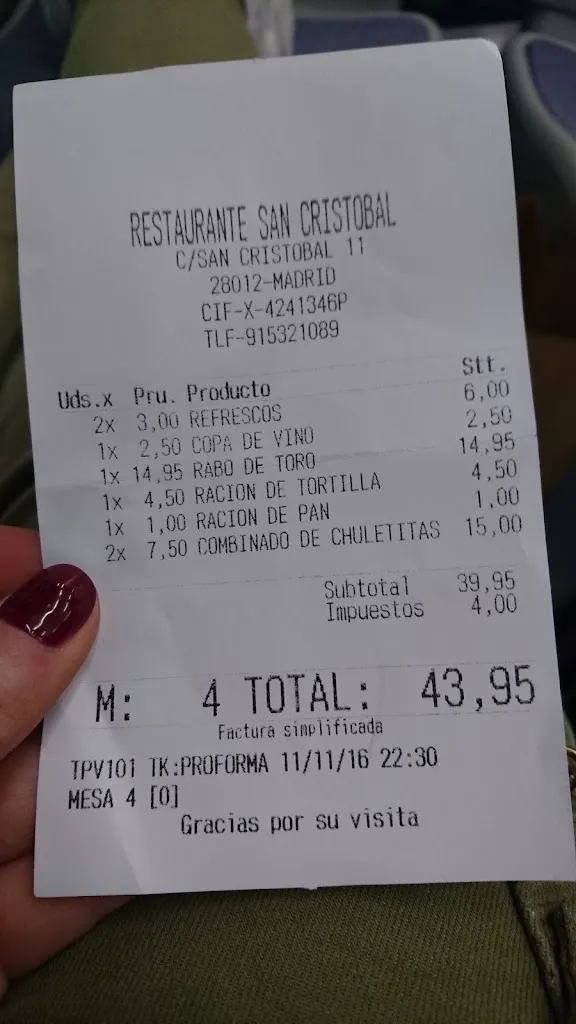 RESTAURANTE SAN CRISTOBAL
C/SAN CRISTOBAL 11
28012-MADRID
CIF-X-4241346P
TLF-915321089
Uds.x Pru. Producto Stt.
2x 3,00 REFRESCOS 6,00
1x 2,50 COPA DE VINO 2,50
1x 14,95 RABO DE TORO 14,95
1x 4,50 RACION DE TORTILLA 4,50
1x 1,00 RACION DE PAN 1,00
2x 7,50 COMBINADO DE CHULETITAS 15,00
Subtotal 39,95
Impuestos 4,00
M: 4 TOTAL: 43,95
Factura simplificada
TPV101 TK:PROFORMA 11/11/16 22:30
MESA 4 [0]
Gracias por su visita